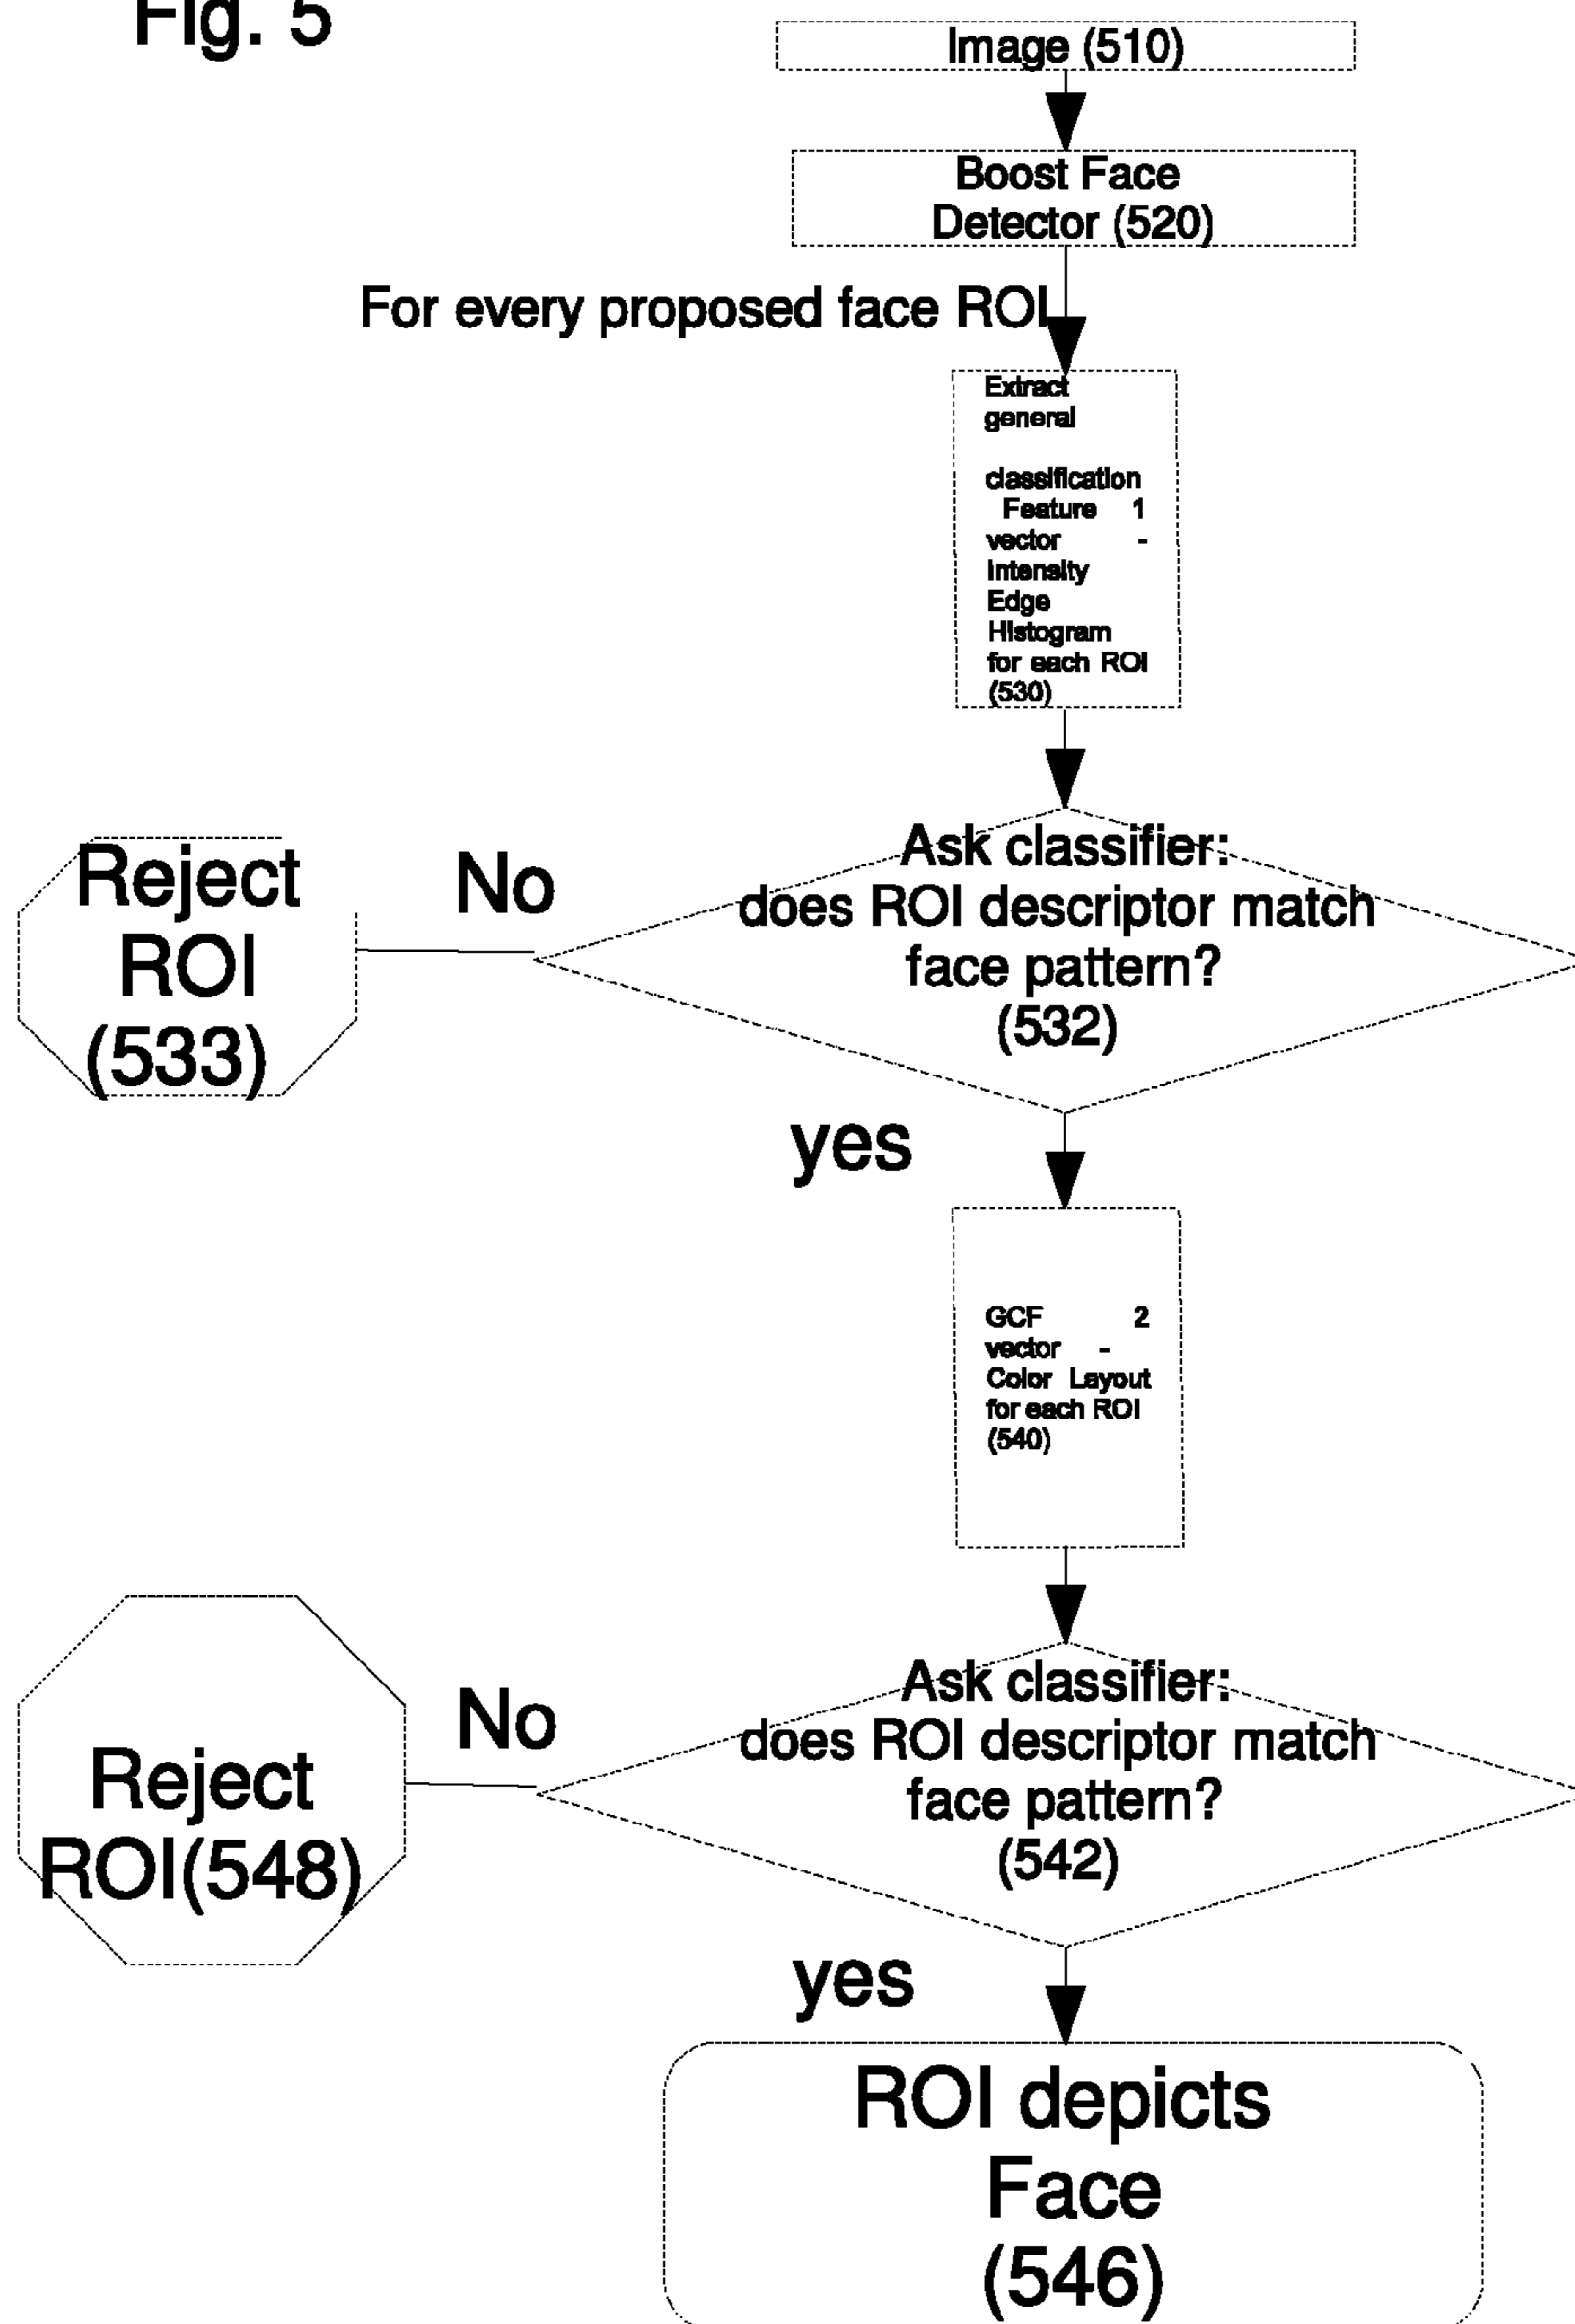 Fig. 5
Image (510)
Boost Face
Detector (520)
For every proposed face ROI
Extract
general
classification
Feature 1
vector -
Intensity
Edge
Histogram
for each ROI
(530)
Ask classifier:
does ROI descriptor match
face pattern?
(532)
No
Reject
ROI
(533)
yes
GCF 2
vector -
Color Layout
for each ROI
(540)
Ask classifier:
does ROI descriptor match
face pattern?
(542)
No
Reject
ROI(548)
yes
ROI depicts
Face
(546)